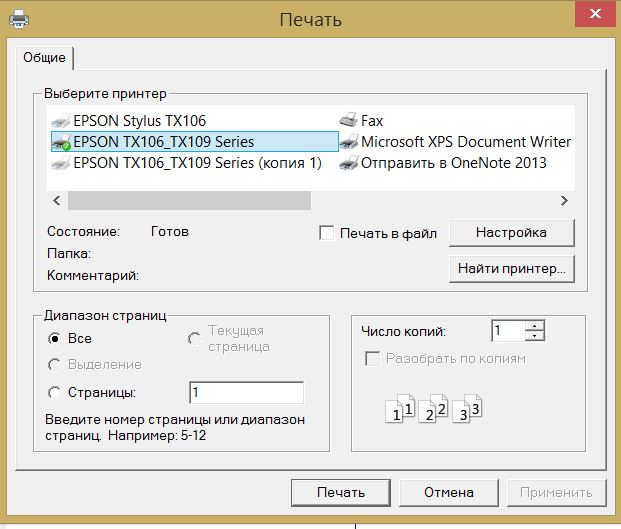 Печать
Общие
Выберите принтер
EPSON Stylus TX106
Fax
EPSON TX106_TX109 Series
Microsoft XPS Document Writer
EPSON TX106_TX109 Series (копия 1)
Отправить в OneNote 2013
Состояние: Готов
Печать в файл
Настройка
Папка:
Комментарий:
Найти принтер...
Диапазон страниц
Все
Текущая
страница
Выделение
Страницы: 1
Введите номер страницы или диапазон
страниц. Например: 5-12
Число копий: 1
Разобрать по копиям
1 1 2 2 3 3
Печать
Отмена
Применить